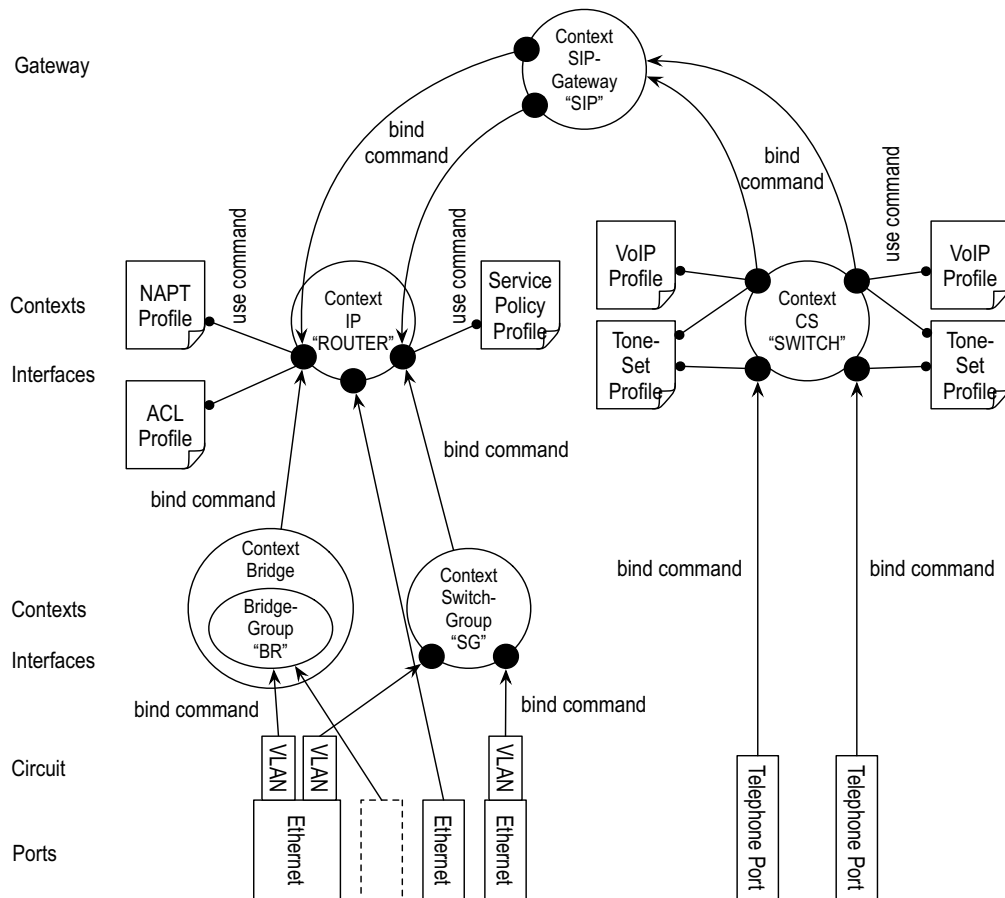 Gateway
Context
SIP-
Gateway
“SIP”
bind
command
bind
command
use command
use command
use command
Contexts
Interfaces
NAPT
Profile
ACL
Profile
Context
IP
“ROUTER”
Service
Policy
Profile
VoIP
Profile
Tone-
Set
Profile
Context
CS
“SWITCH”
VoIP
Profile
Tone-
Set
Profile
bind command
bind command
Contexts
Interfaces
Context
Bridge
Bridge-
Group
“BR”
Context
Switch-
Group
“SG”
bind command
bind command
bind command
bind command
Circuit
VLAN
VLAN
VLAN
Ports
Ethernet
Ethernet
Ethernet
Telephone Port
Telephone Port